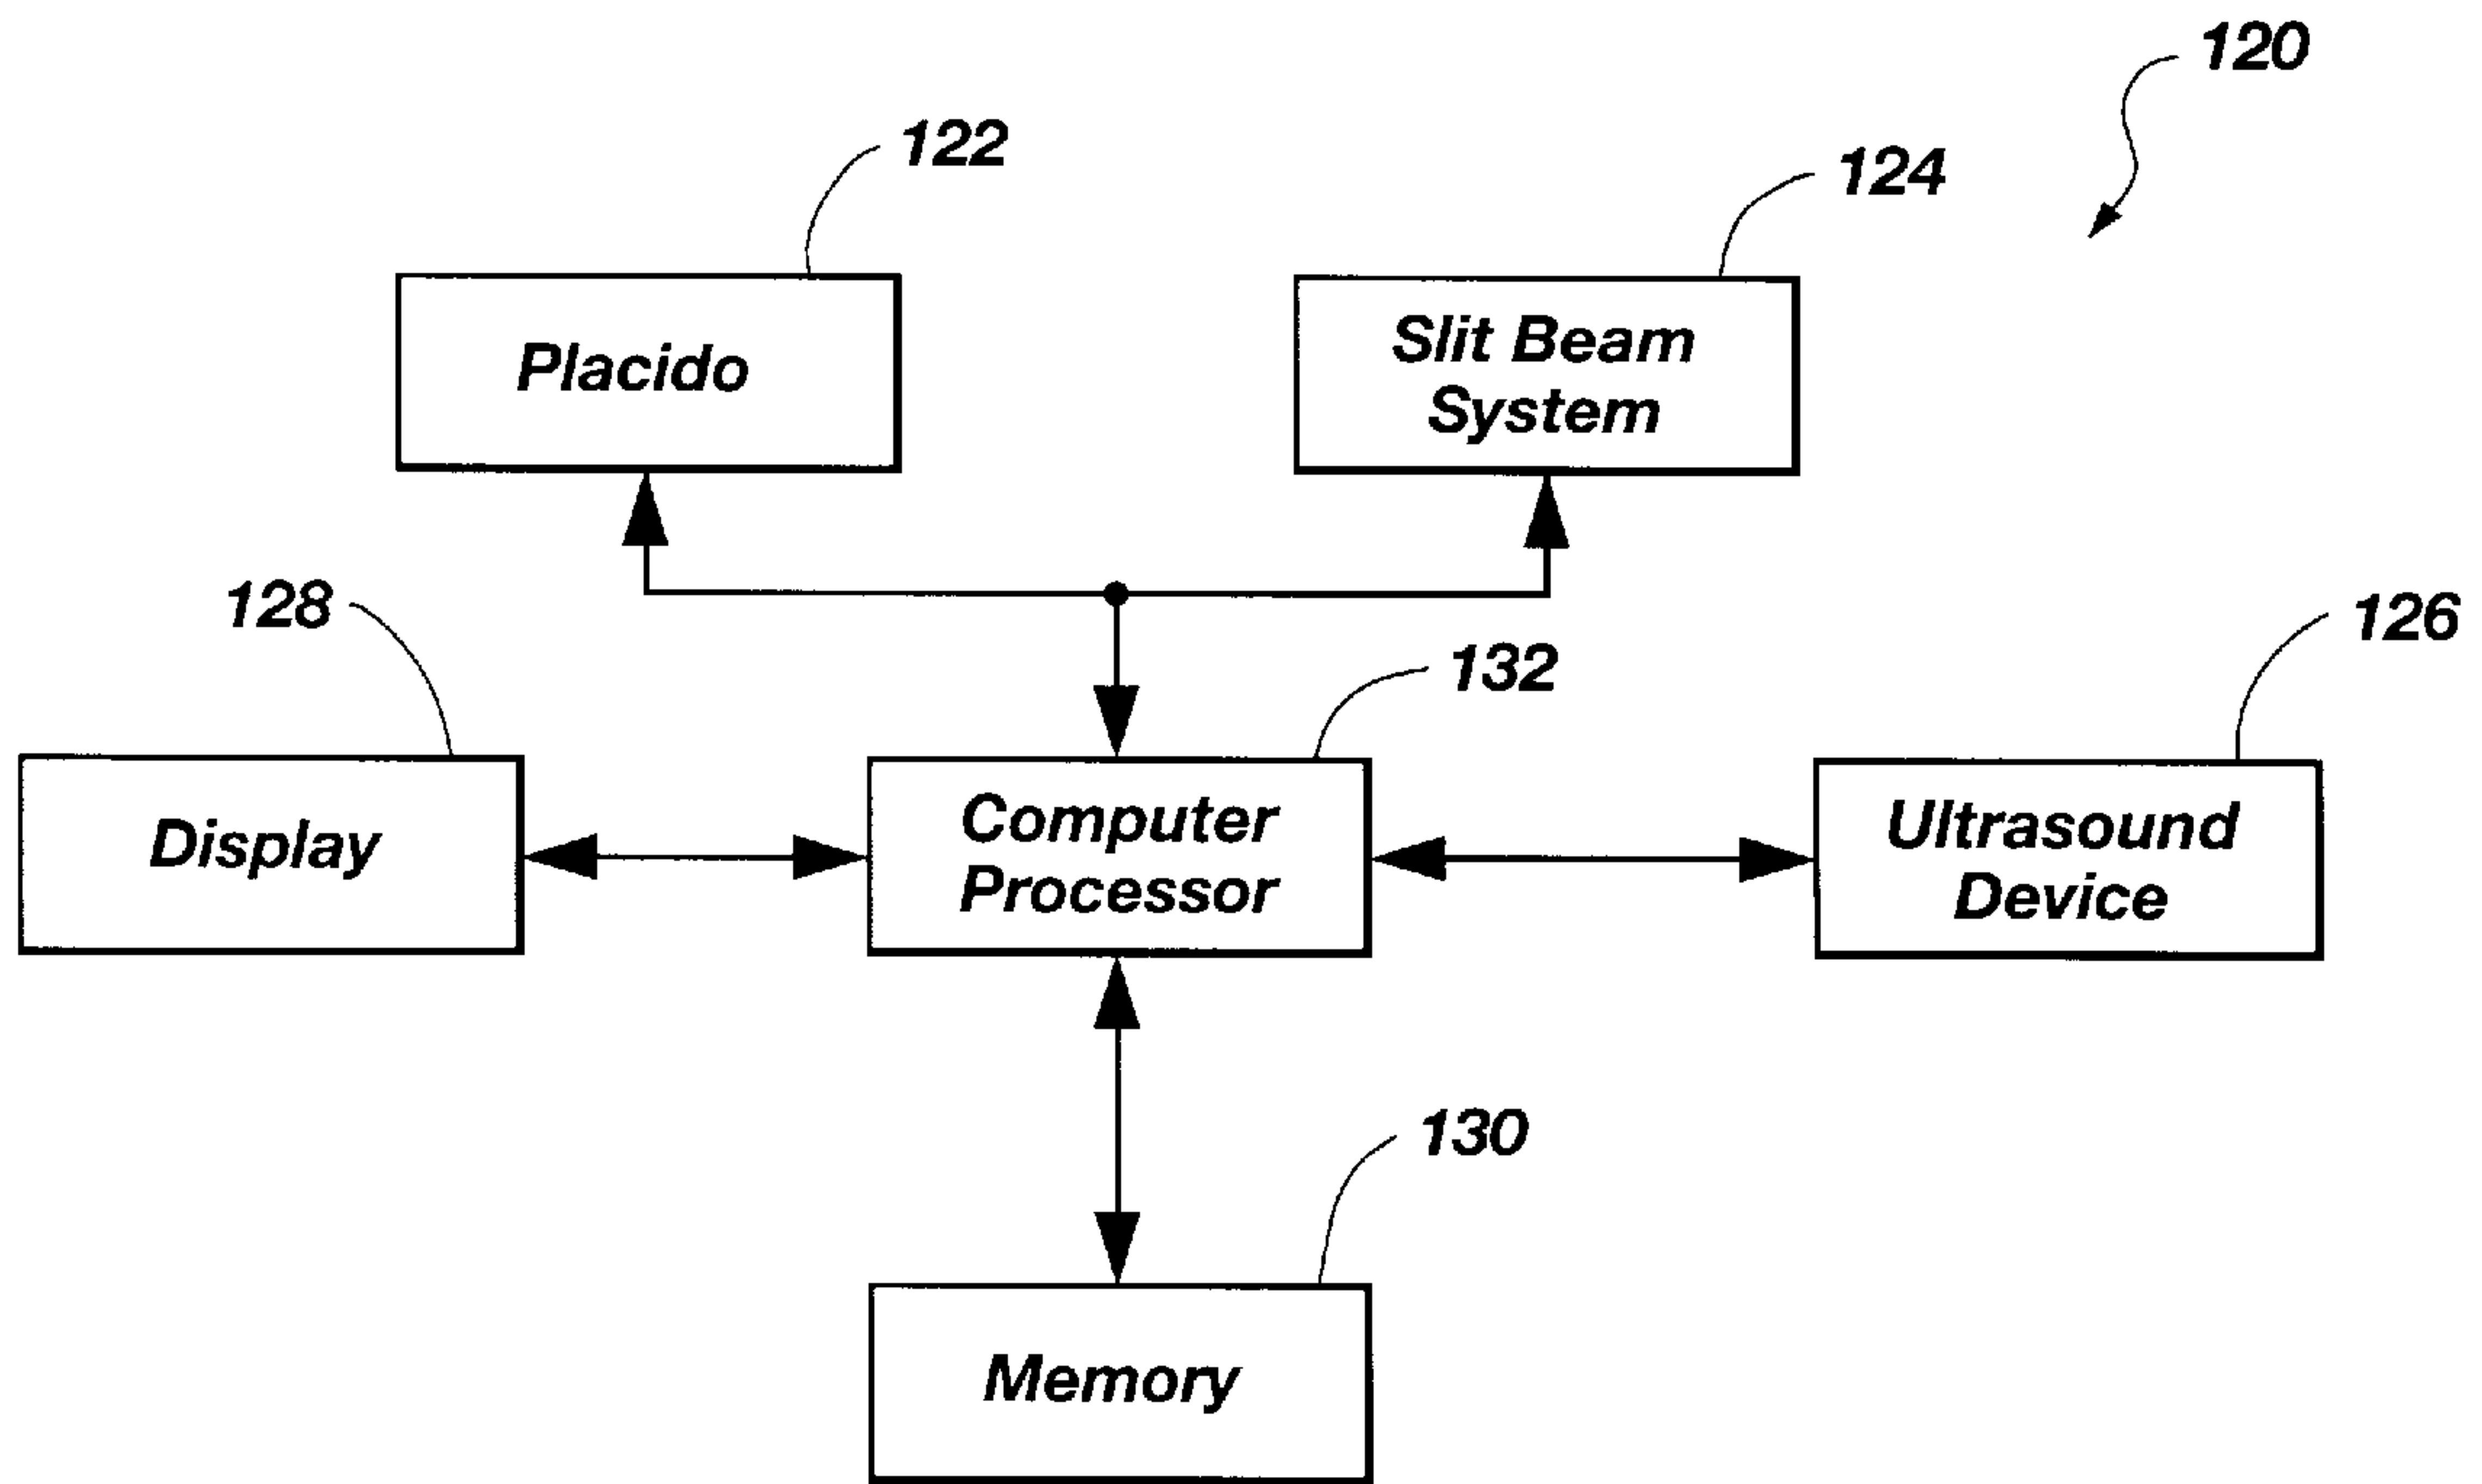 120
122
124
Placido
Slit Beam
System
128
126
132
Display
Computer
Processor
Ultrasound
Device
130
Memory